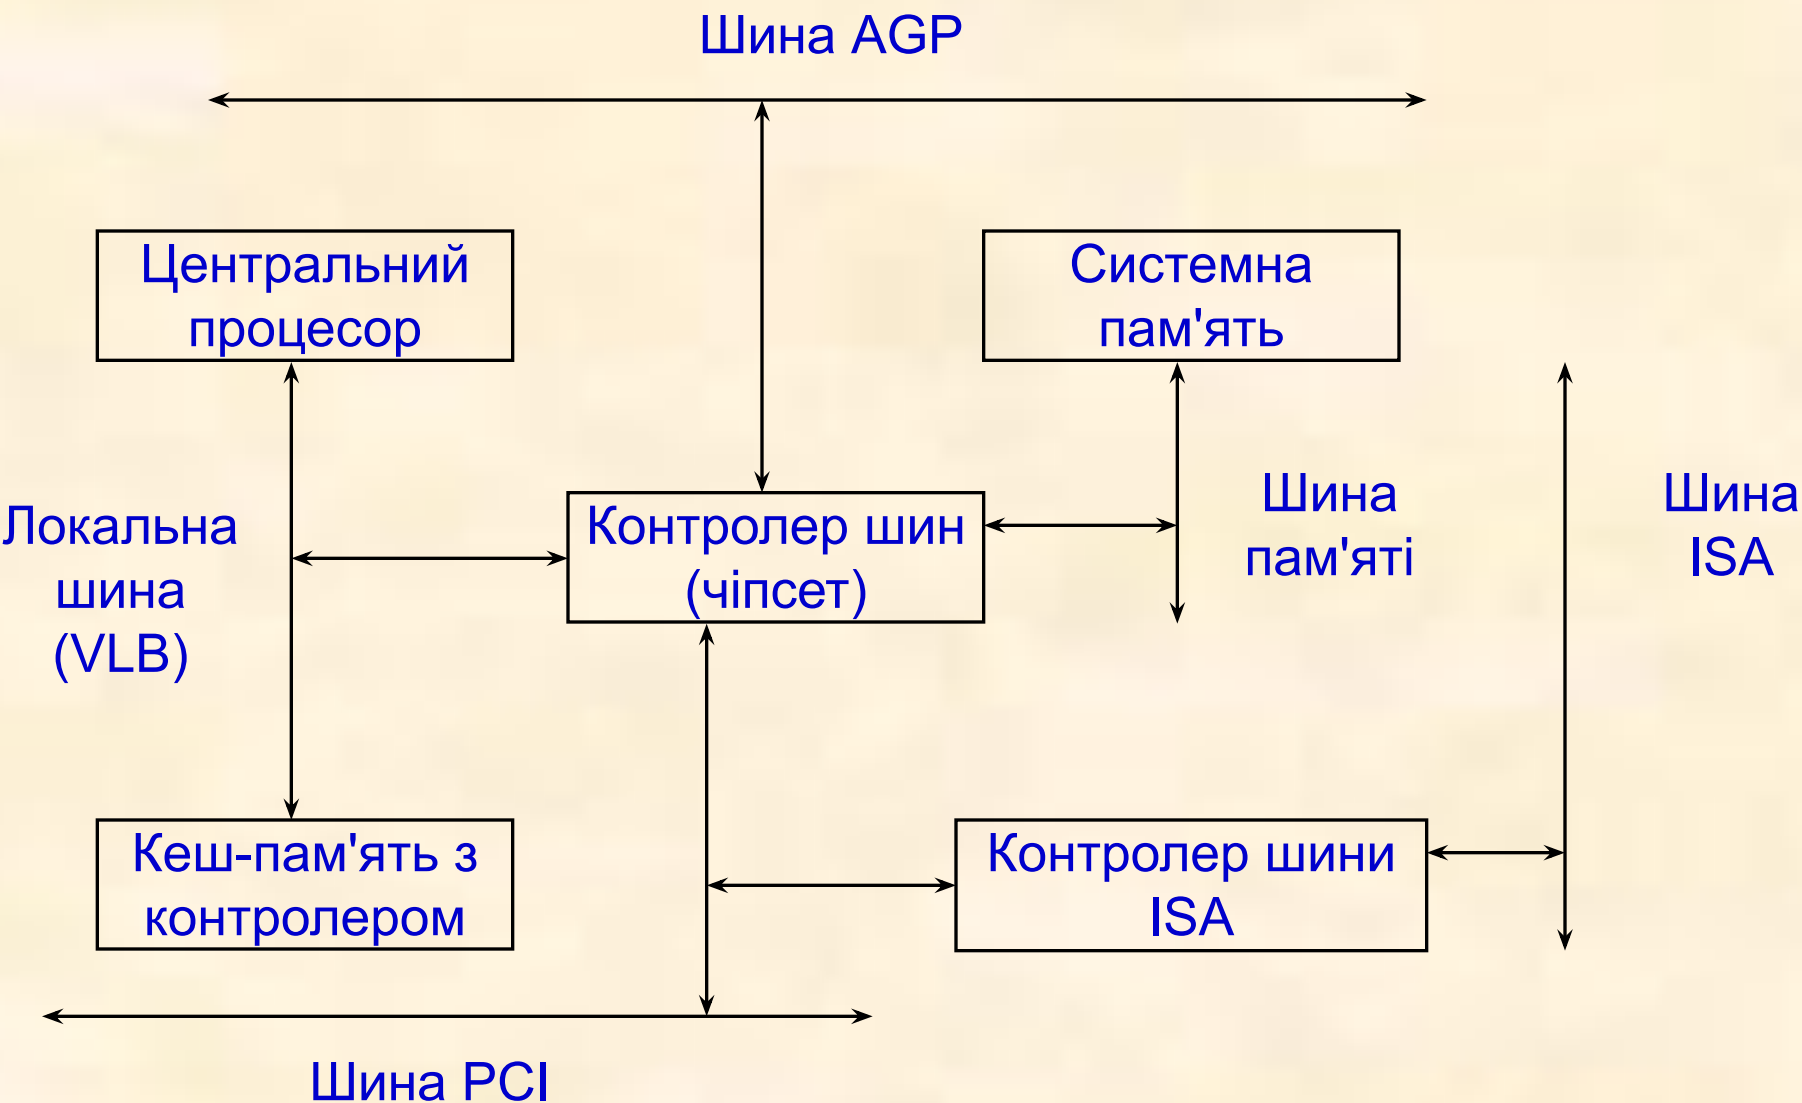 Шина AGP
Центральний
процесор
Системна
пам'ять
Локальна
шина
(VLB)
Контролер шин
(чіпсет)
Шина
пам'яті
Шина
ISA
Кеш-пам'ять з
контролером
Контролер шини
ISA
Шина PCI